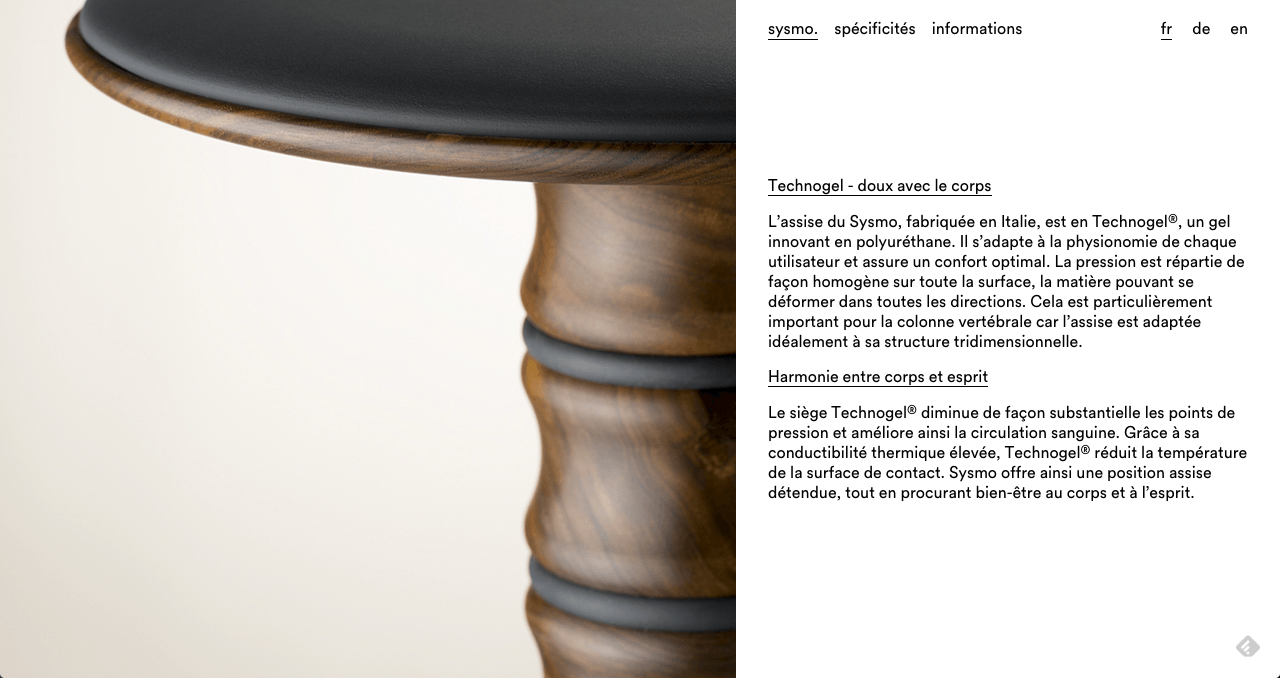 sysmo. spécificités informations fr de en
Technogel - doux avec le corps
L’assise du Sysmo, fabriquée en Italie, est en Technogel®, un gel
innovant en polyuréthane. Il s’adapte à la physionomie de chaque
utilisateur et assure un confort optimal. La pression est répartie de
façon homogène sur toute la surface, la matière pouvant se
déformer dans toutes les directions. Cela est particulièrement
important pour la colonne vertébrale car l’assise est adaptée
idéalement à sa structure tridimensionnelle.
Harmonie entre corps et esprit
Le siège Technogel® diminue de façon substantielle les points de
pression et améliore ainsi la circulation sanguine. Grâce à sa
conductibilité thermique élevée, Technogel® réduit la température
de la surface de contact. Sysmo offre ainsi une position assise
détendue, tout en procurant bien-être au corps et à l’esprit.